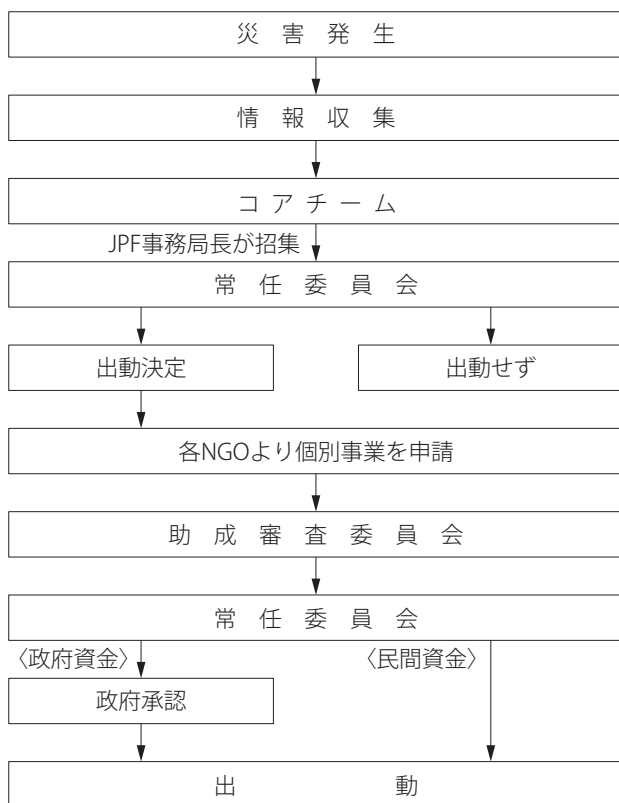 災害発生
情報収集
コアチーム
JPF事務局長が招集
常任委員会
出動決定
出動せず
各NGOより個別事業を申請
助成審査委員会
常任委員会
〈政府資金〉
〈民間資金〉
政府承認
出動